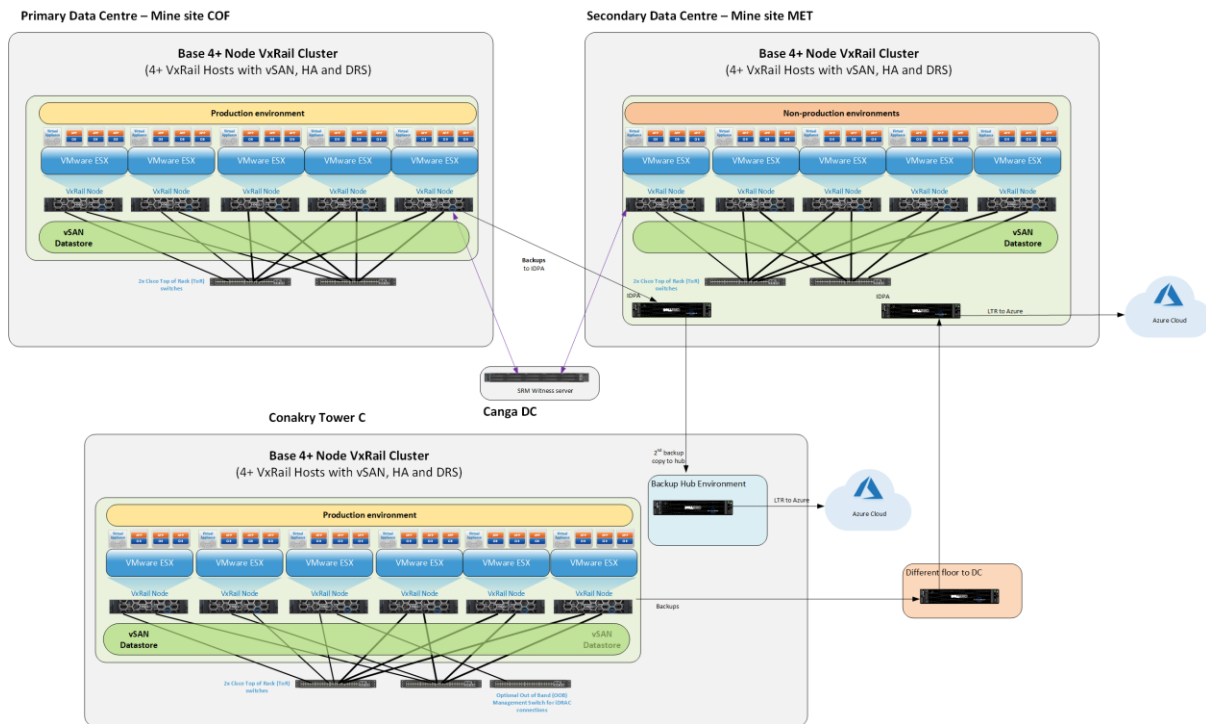 Primary Data Centre – Mine site COF
Base 4+ Node VxRail Cluster
(4+ VxRail Hosts with vSAN, HA and DRS)
Production environment
VMware ESX
VMware ESX
VMware ESX
VMware ESX
VMware ESX
VxRail Node
VxRail Node
VxRail Node
VxRail Node
VxRail Node
vSAN
Datastore
2x Cisco Top of Rack (ToR)
switches
Backups
to IDPA
Secondary Data Centre – Mine site MET
Base 4+ Node VxRail Cluster
(4+ VxRail Hosts with vSAN, HA and DRS)
Non-production environments
VMware ESX
VMware ESX
VMware ESX
VMware ESX
VMware ESX
VxRail Node
VxRail Node
VxRail Node
VxRail Node
VxRail Node
vSAN
Datastore
2x Cisco Top of Rack (ToR)
switches
IDPA
IDPA
LTR to Azure
Azure Cloud
SRM Witness server
Canga DC
Conakry Tower C
Base 4+ Node VxRail Cluster
(4+ VxRail Hosts with vSAN, HA and DRS)
Production environment
VMware ESX
VMware ESX
VMware ESX
VMware ESX
VMware ESX
VMware ESX
VxRail Node
VxRail Node
VxRail Node
VxRail Node
VxRail Node
VxRail Node
vSAN
Datastore
vSAN
Datastore
2x Cisco Top of Rack (ToR)
switches
Optional Out of Band (OOB)
Management Switch for iDRAC
connections
2nd backup
copy to hub
Backup Hub Environment
LTR to Azure
Azure Cloud
Backups
Different floor to DC